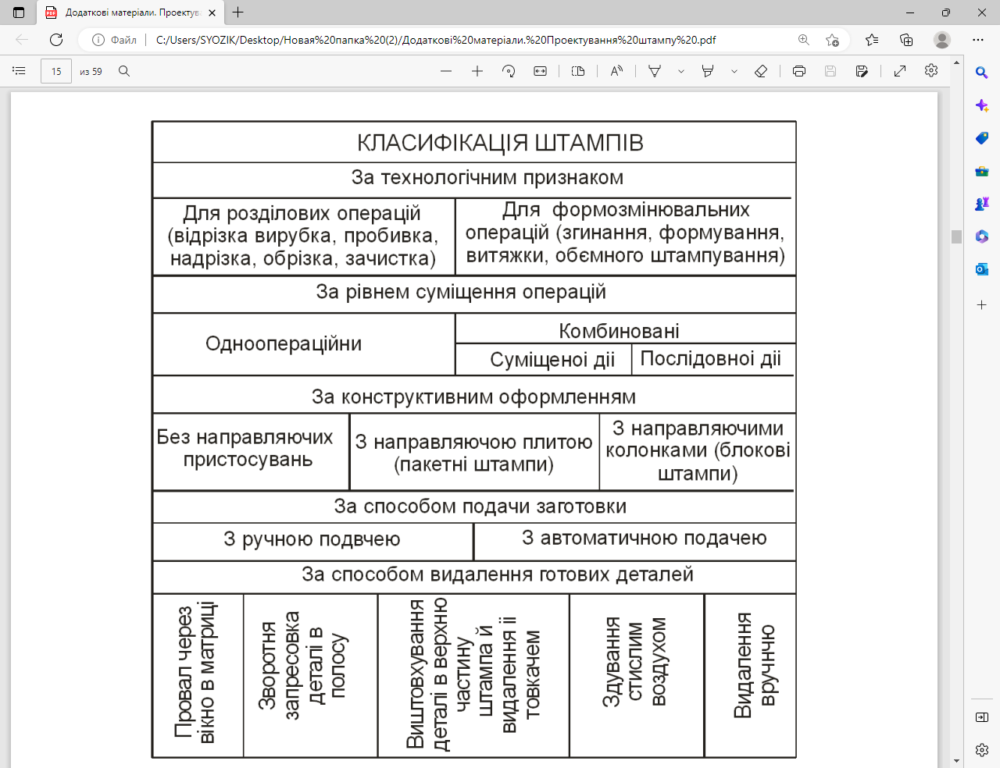 Додаткові матеріали. Проектува
Файл
C:/Users/SYOZIK/Desktop/Новая%20папка%20(2)/Додаткові%20матеріали.%20Проектування%20штампу%20.pdf
15
из 59
КЛАСИФІКАЦІЯ ШТАМПІВ
За технологічним признаком
Для розділових операцій
(відрізка вирубка, пробивка,
надрізка, обрізка, зачистка)
Для формозмінювальних
операцій (згинання, формування,
витяжки, обємного штампування)
За рівнем суміщення операцій
Одноопераційни
Комбиновані
Суміщеноі діі
Послідовноі діі
За конструктивним оформленням
Без направляючих
пристосувань
З направляючою плитою
(пакетні штампи)
З направляючими
колонками (блокові
штампи)
За способом подачи заготовки
З ручною подвчею
З автоматичною подачею
За способом видалення готових деталей
Провал через
вікно в матриці
Зворотня
запресовка
деталі в
полосу
Виштовхування
деталі в верхню
частину
штампа й
видалення іі
товкачем
Здування
стислим
воздухом
Видалення
вручнчю